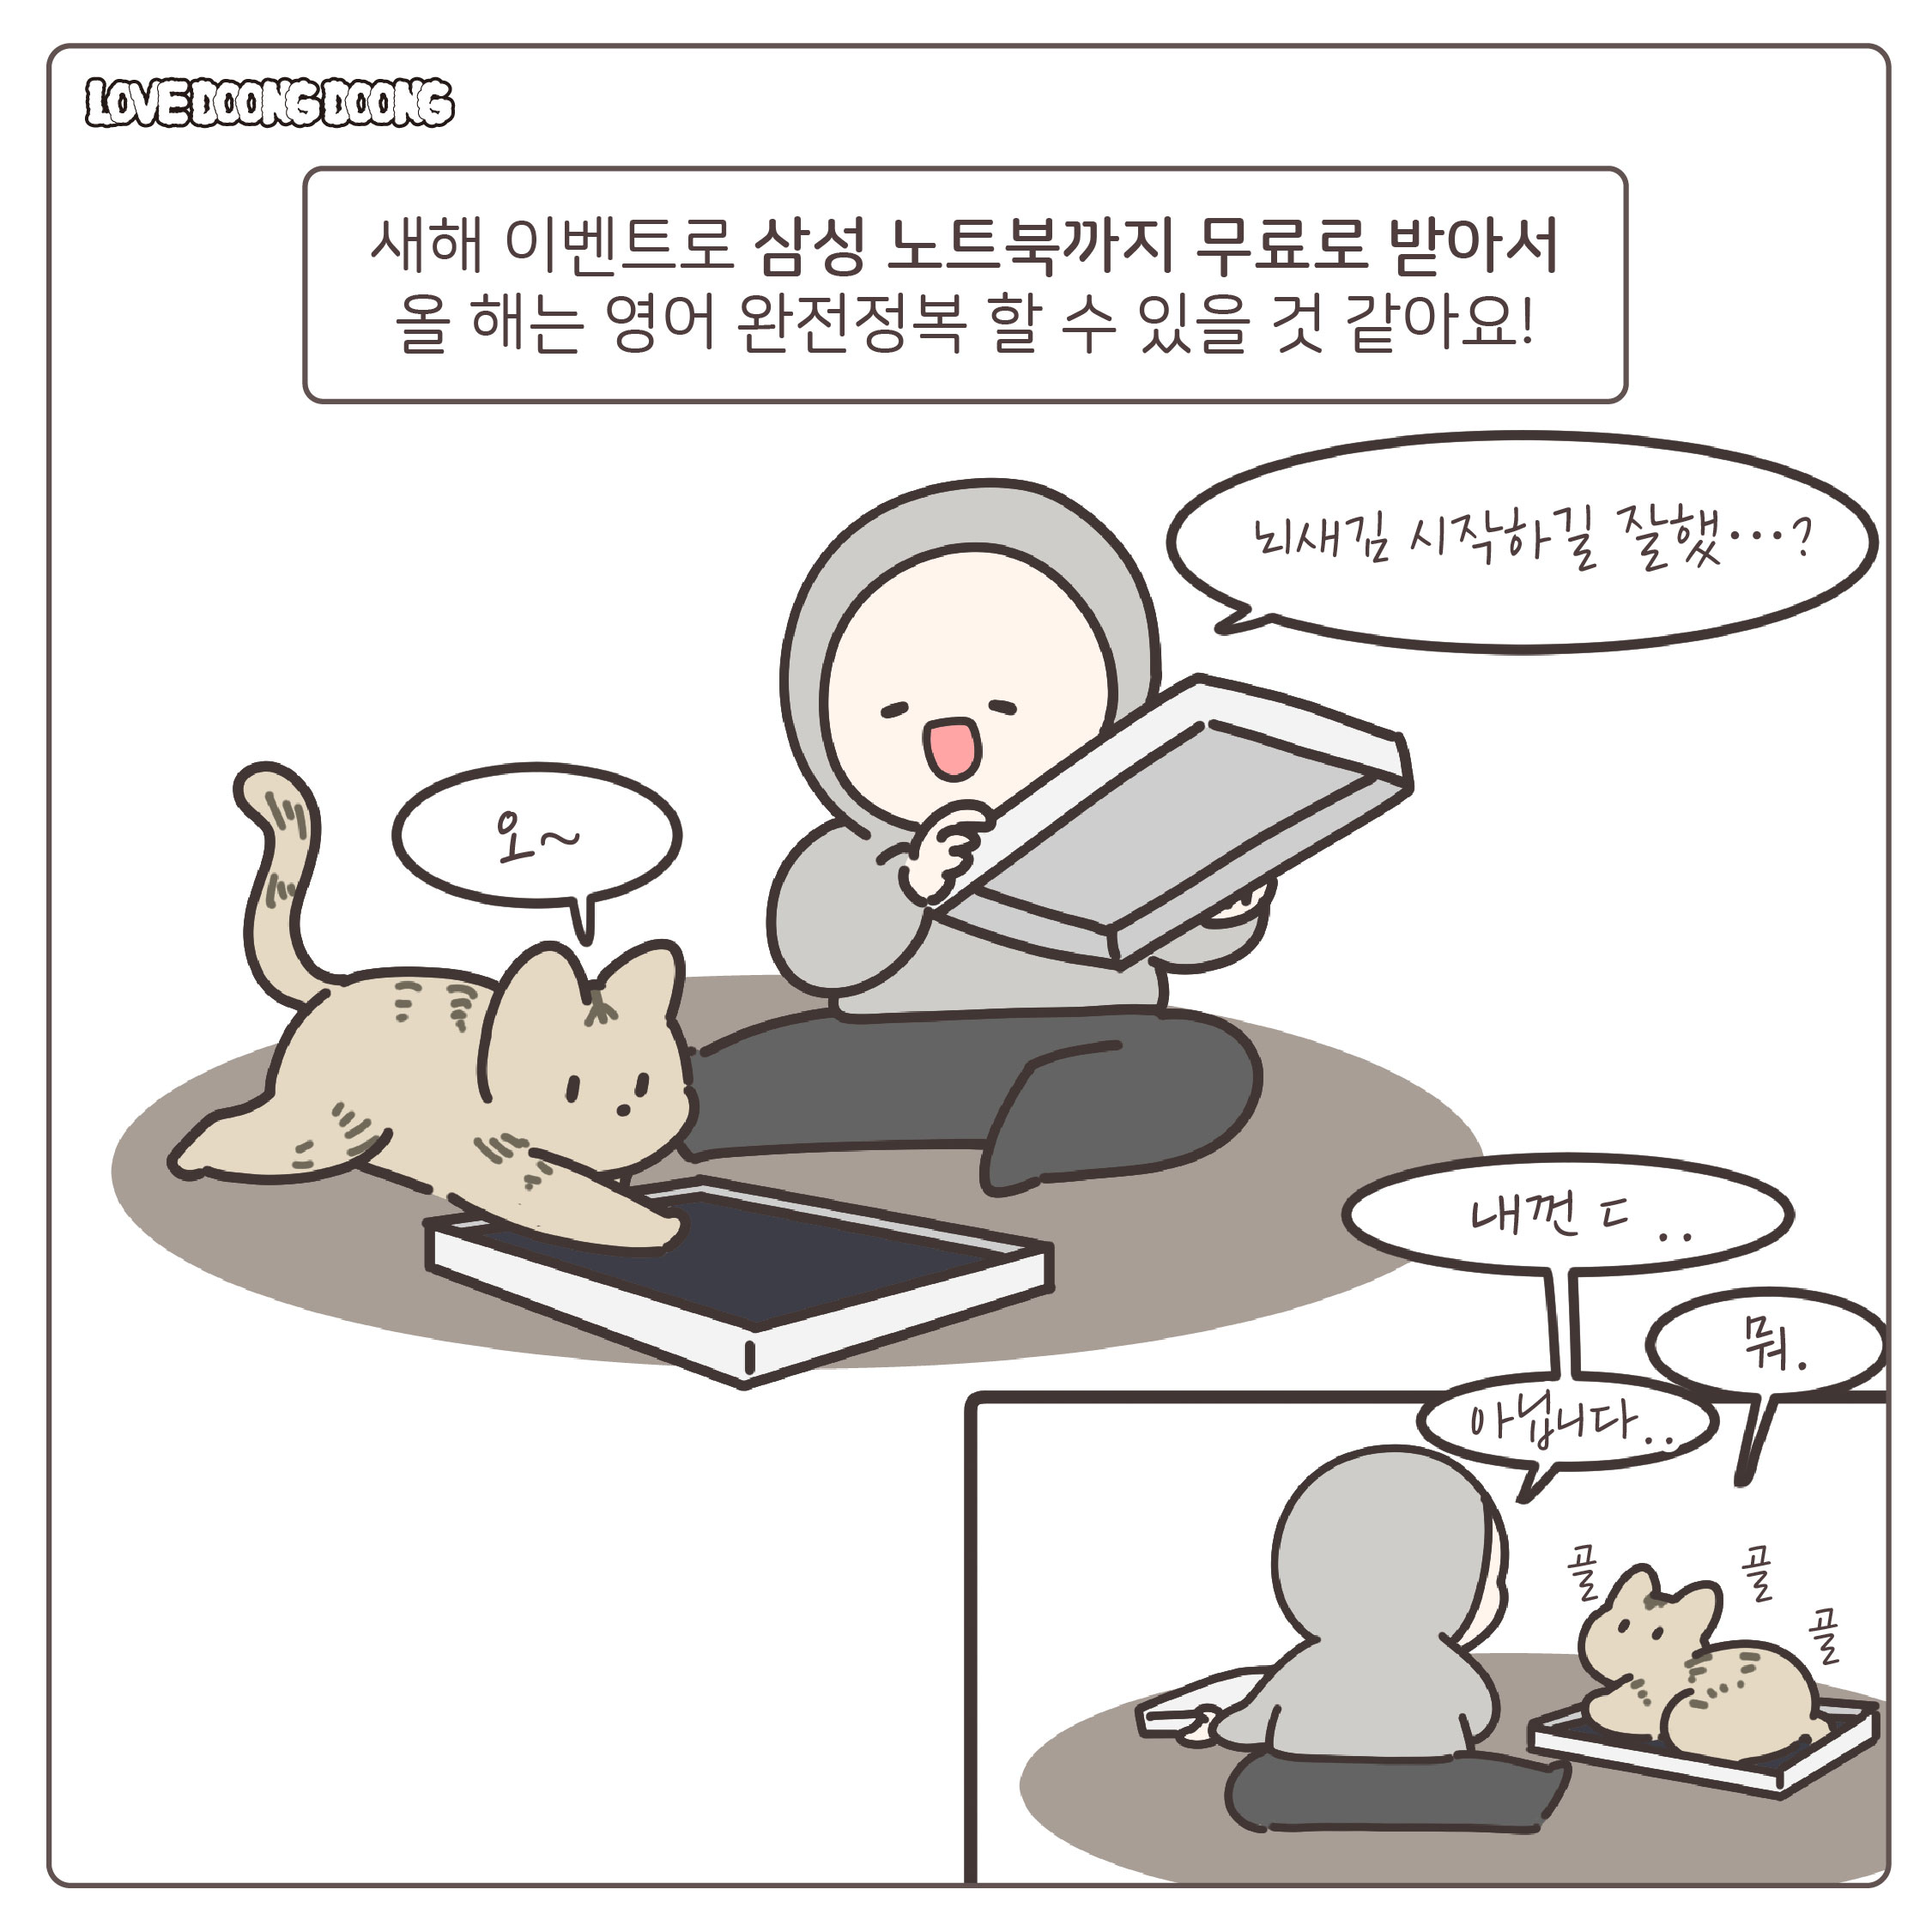 LOVE DOONG DOONG
새해 이벤트로 삼성 노트북까지 무료로 받아서
올 해는 영어 완전정복 할 수 있을 것 같아요!
뇌새김 시작하길 잘했...?
오~
내껀 ㄷ ..
뭐.
아닙니다..
골
골
골